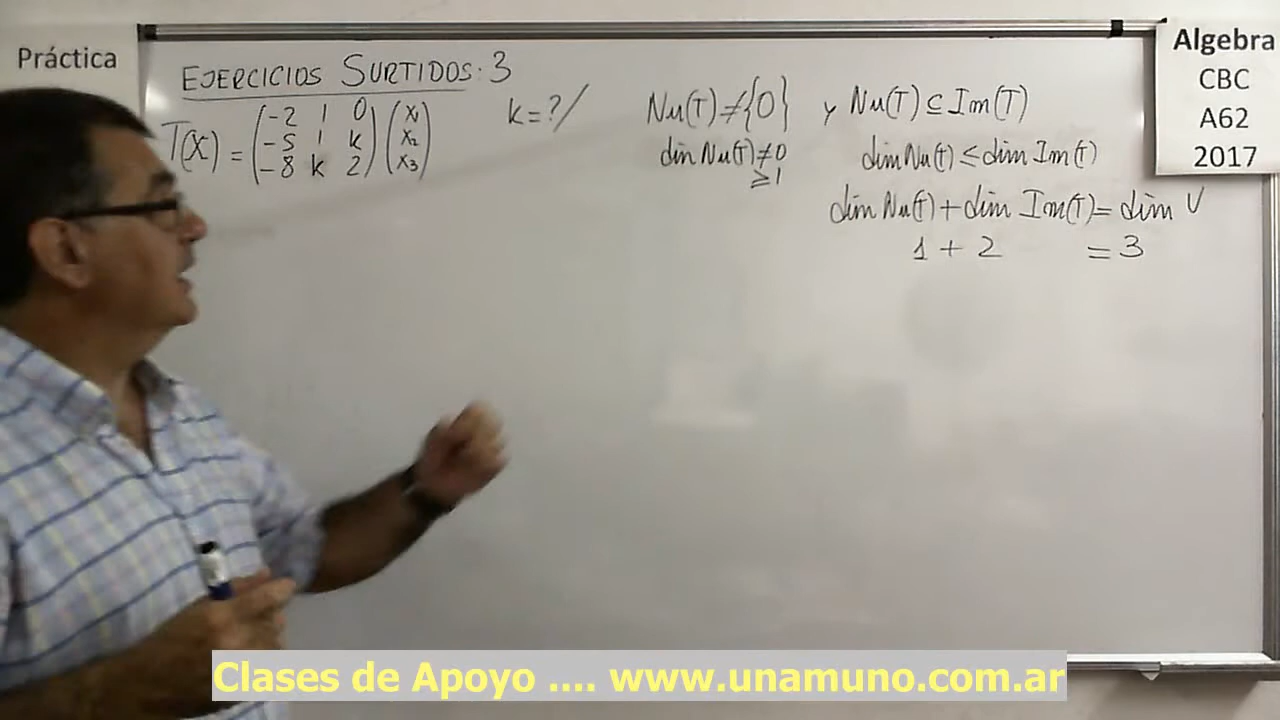 Práctica
EJERCICIOS SURTIDOS: 3
T(X) = (-2 1 0) (x1)
(-5 1 k) (x2)
(-8 k 2) (x3)
k=?/
Nu(T)≠{0} y Nu(T)⊆Im(T)
dim Nu(T)≠0 dim Nu(T)≤dim Im(T)
≥1
dim Nu(T)+dim Im(T)=dim V
1 + 2 = 3
Algebra
CBC
A62
2017
Clases de Apoyo .... www.unamuno.com.ar